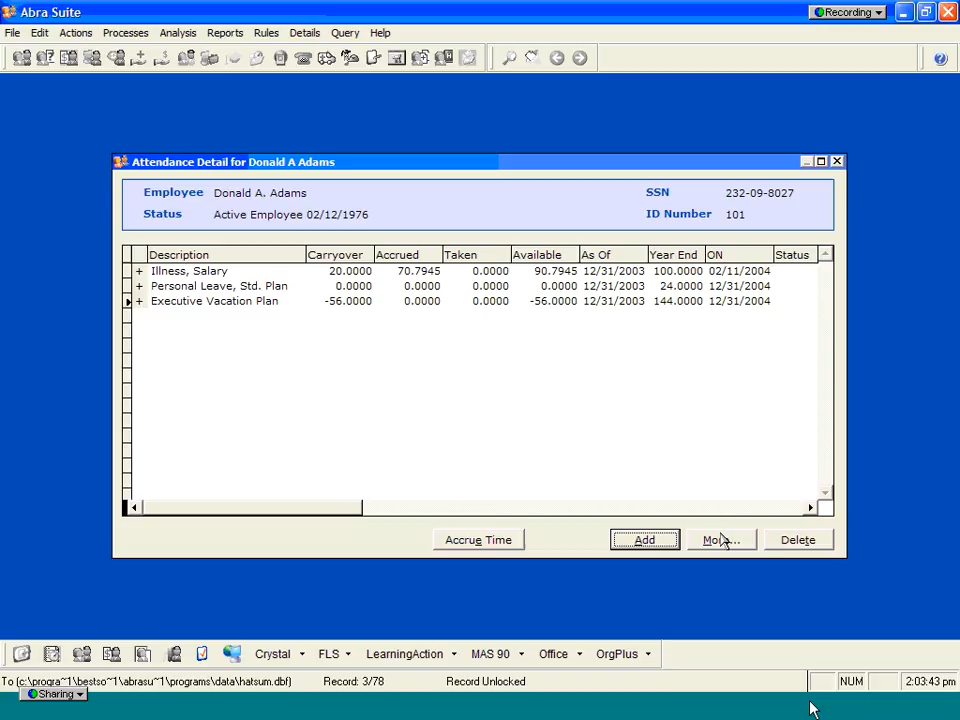 Abra Suite
Recording
File Edit Actions Processes Analysis Reports Rules Details Query Help
Attendance Detail for Donald A Adams
Employee Donald A. Adams SSN 232-09-8027
Status Active Employee 02/12/1976 ID Number 101
Description Carryover Accrued Taken Available As Of Year End ON Status
+ Illness, Salary 20.0000 70.7945 0.0000 90.7945 12/31/2003 100.0000 02/11/2004
+ Personal Leave, Std. Plan 0.0000 0.0000 0.0000 0.0000 12/31/2003 24.0000 12/31/2004
+ Executive Vacation Plan -56.0000 0.0000 0.0000 -56.0000 12/31/2003 144.0000 12/31/2004
Accrue Time Add More... Delete
Crystal FLS LearningAction MAS 90 Office OrgPlus
To (c:\progra~1\bestso~1\abrasu~1\programs\data\hatsum.dbf) Record: 3/78 Record Unlocked NUM 2:03:43 pm
Sharing